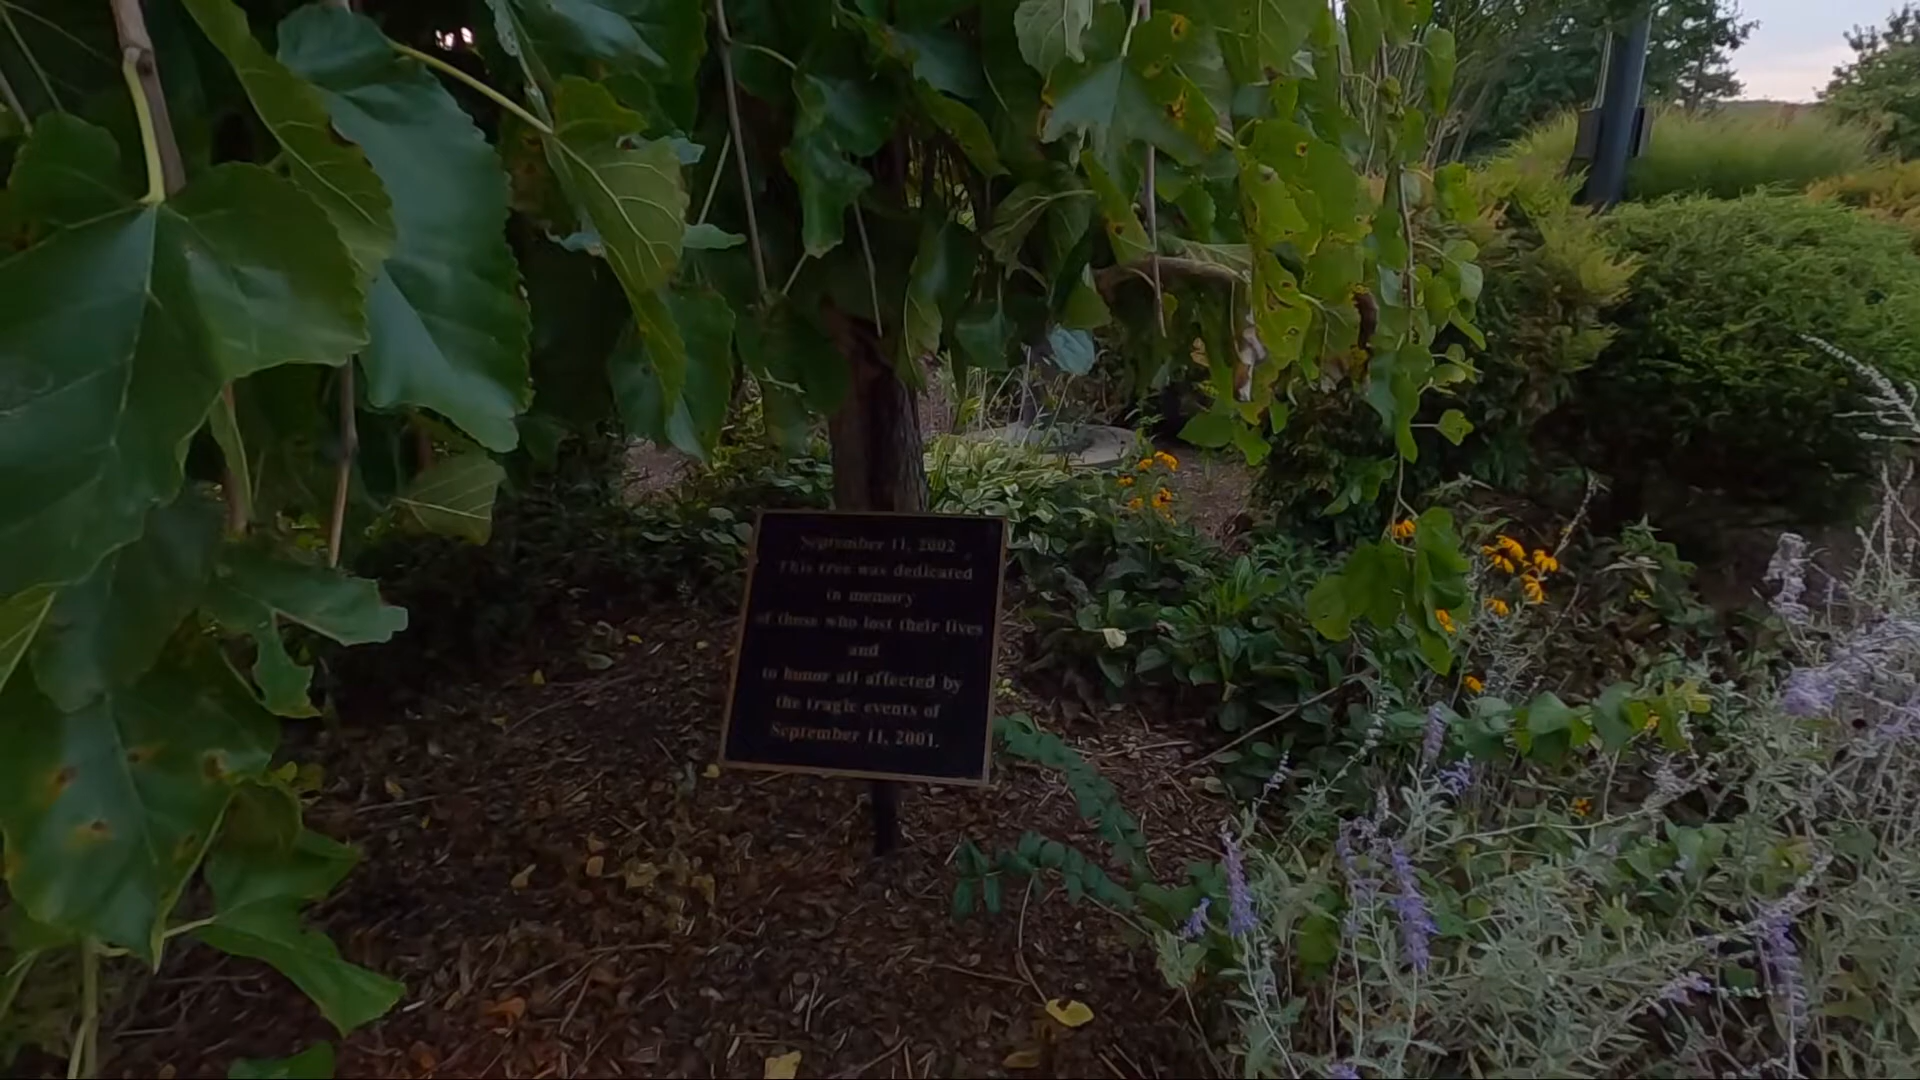 September 11, 2002
This tree was dedicated
in memory
of those who lost their lives
and
to honor all affected by
the tragic events of
September 11, 2001.